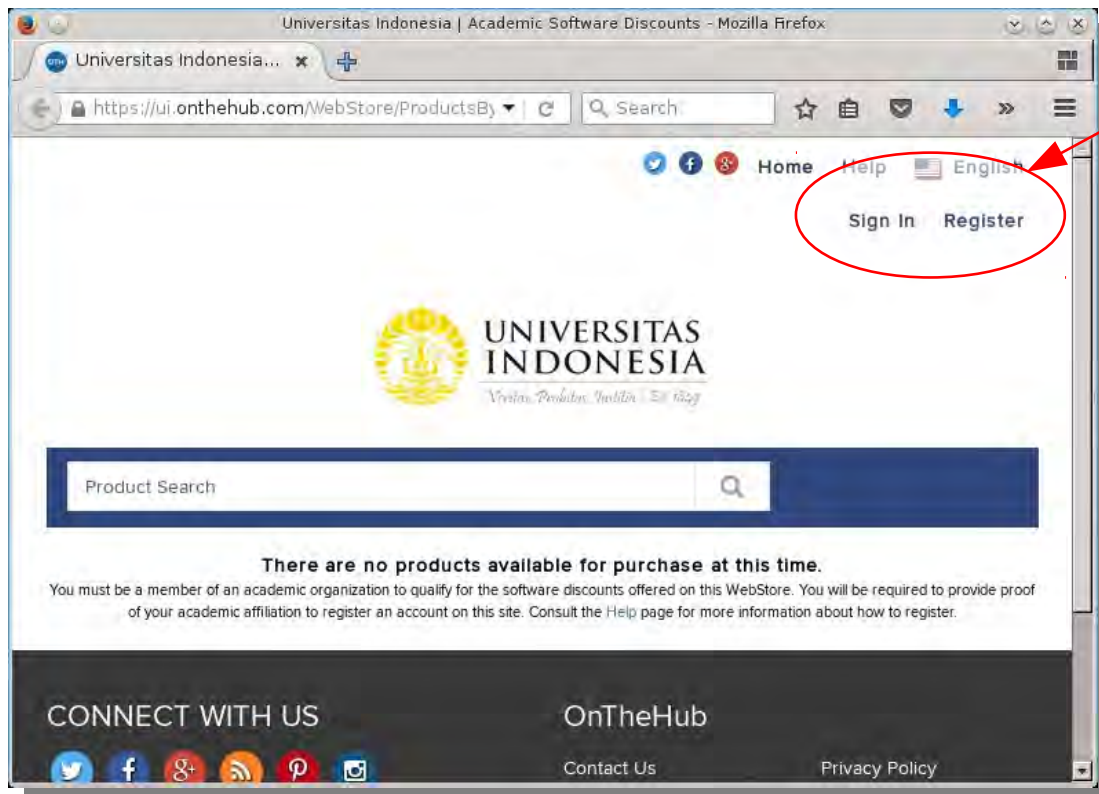 Universitas Indonesia | Academic Software Discounts - Mozilla Firefox
Universitas Indonesia...
https://ui.onthehub.com/WebStore/ProductsBy
Search
Home Help English
Sign In Register
UNIVERSITAS
INDONESIA
Product Search
There are no products available for purchase at this time.
You must be a member of an academic organization to qualify for the software discounts offered on this WebStore. You will be required to provide proof
of your academic affiliation to register an account on this site. Consult the Help page for more information about how to register.
CONNECT WITH US
OnTheHub
Contact Us Privacy Policy